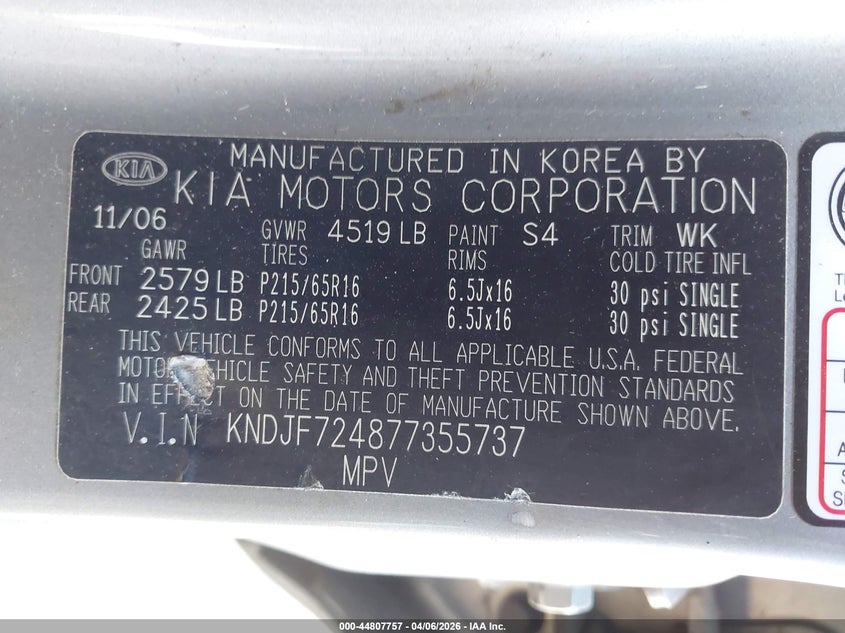 KIA
MANUFACTURED IN KOREA BY
KIA MOTORS CORPORATION
11/06 GVWR 4519 LB PAINT S4 TRIM WK
GAWR TIRES RIMS COLD TIRE INFL
FRONT 2579 LB P215/65R16 6.5Jx16 30 psi SINGLE
REAR 2425 LB P215/65R16 6.5Jx16 30 psi SINGLE
THIS VEHICLE CONFORMS TO ALL APPLICABLE U.S.A. FEDERAL
VEHICLE SAFETY AND THEFT PREVENTION STANDARDS
IN EFFECT ON THE DATE OF MANUFACTURE SHOWN ABOVE.
V.I.N KNDJF724877355737
MPV
©2026 - 44807757 - 04/06/2026 - IAA Inc.